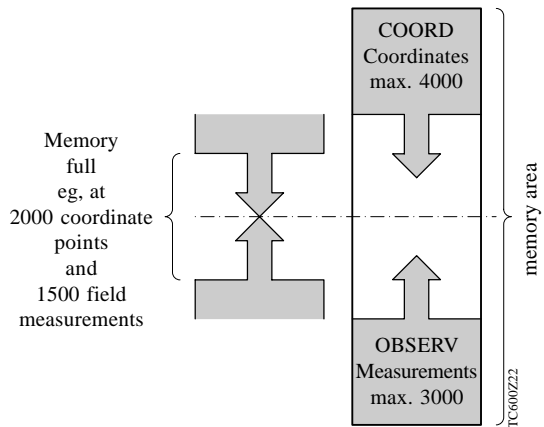 Memory
full
eg, at
2000 coordinate
points
and
1500 field
measurements
COORD
Coordinates
max. 4000
OBSERV
Measurements
max. 3000
memory area
TC600Z22